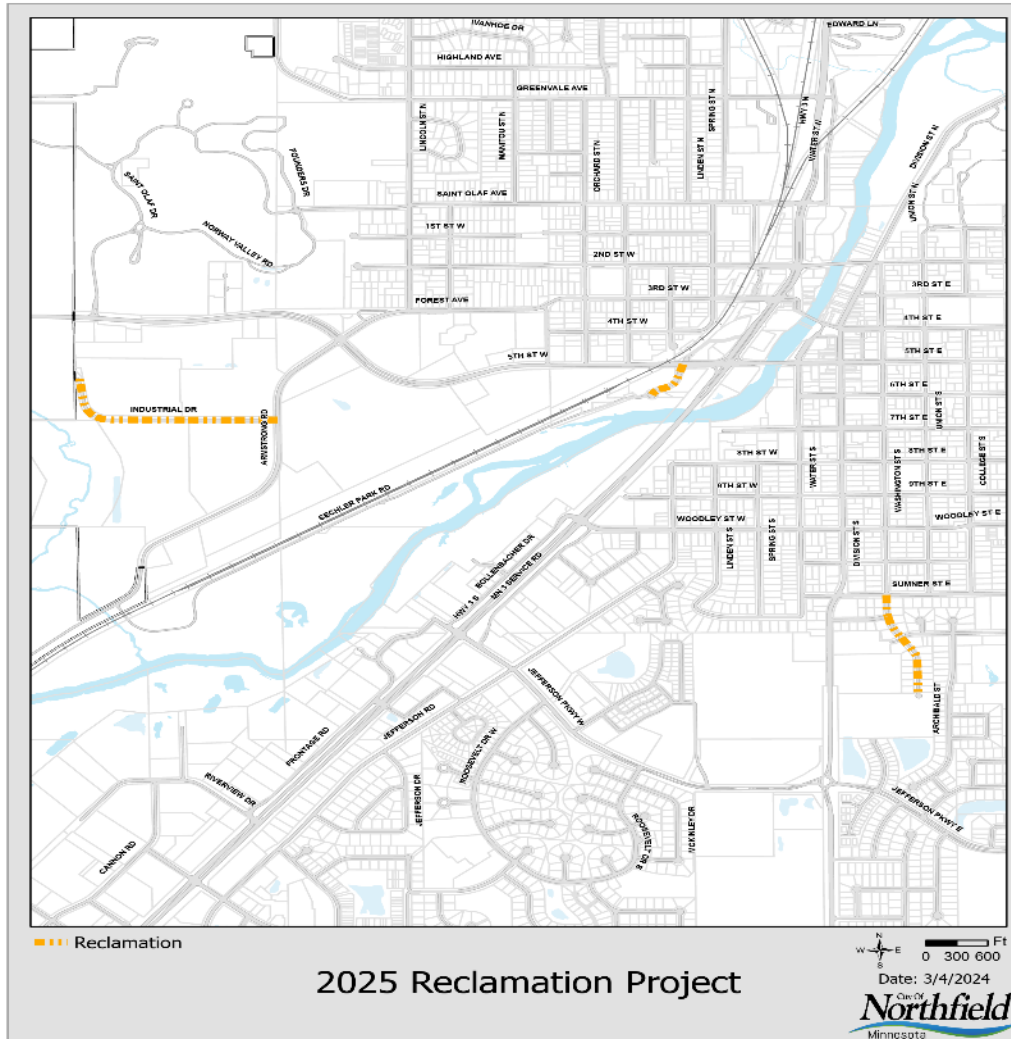 EDWARD LN
IVANHOE DR
HIGHLAND AVE
GREENVALE AVE
LINCOLN ST N
MANITOU ST N
ORCHARD ST N
LINDEN ST N
SPRING ST N
HWY 3 N
WATER ST N
DIVISION ST N
UNION ST N
FOUNDERS DR
SAINT OLAF DR
NORWAY VALLEY RD
SAINT OLAF AVE
1ST ST W
2ND ST W
3RD ST W
FOREST AVE
4TH ST W
5TH ST W
3RD ST E
4TH ST E
5TH ST E
6TH ST E
7TH ST E
8TH ST E
9TH ST E
UNION ST S
COLLEGE ST S
WASHINGTON ST S
WATER ST S
DIVISION ST S
INDUSTRIAL DR
ARMSTRONG RD
CECHLER PARK RD
8TH ST W
9TH ST W
WOODLEY ST W
WOODLEY ST E
LINDEN ST S
SPRING ST S
BOLLENBACHER DR
HWY 3 S
MN 3 SERVICE RD
SUMNER ST E
JEFFERSON PKWY W
ARCHIBALD ST
JEFFERSON RD
FRONTAGE RD
ROOSEVELT DR W
RIVERVIEW DR
JEFFERSON DR
ROOSEVELT DR E
MCKINLEY DR
JEFFERSON PKWY E
CANNON RD
Reclamation
2025 Reclamation Project
N
W E
S
Ft
0 300 600
Date: 3/4/2024
City Of
Northfield
Minnesota